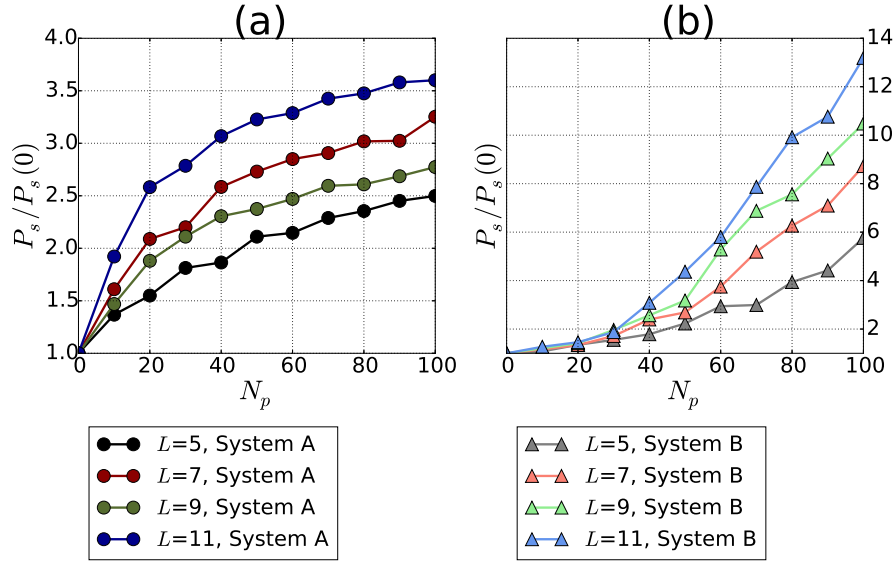 (a)
4.0
3.5
3.0
2.5
2.0
1.5
1.0
P_s/P_s(0)
0 20 40 60 80 100
N_p
(b)
14
12
10
8
6
4
2
P_s/P_s(0)
0 20 40 60 80 100
N_p
L=5, System A
L=7, System A
L=9, System A
L=11, System A
L=5, System B
L=7, System B
L=9, System B
L=11, System B